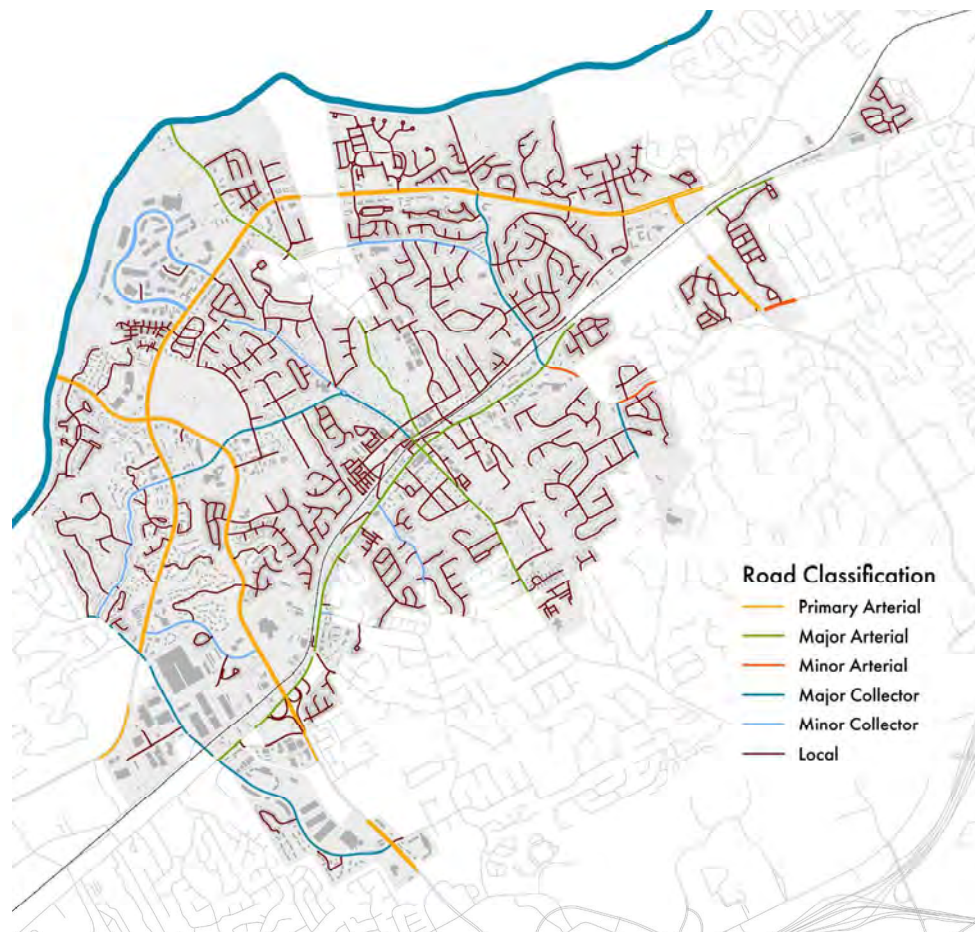 Road Classification
Primary Arterial
Major Arterial
Minor Arterial
Major Collector
Minor Collector
Local